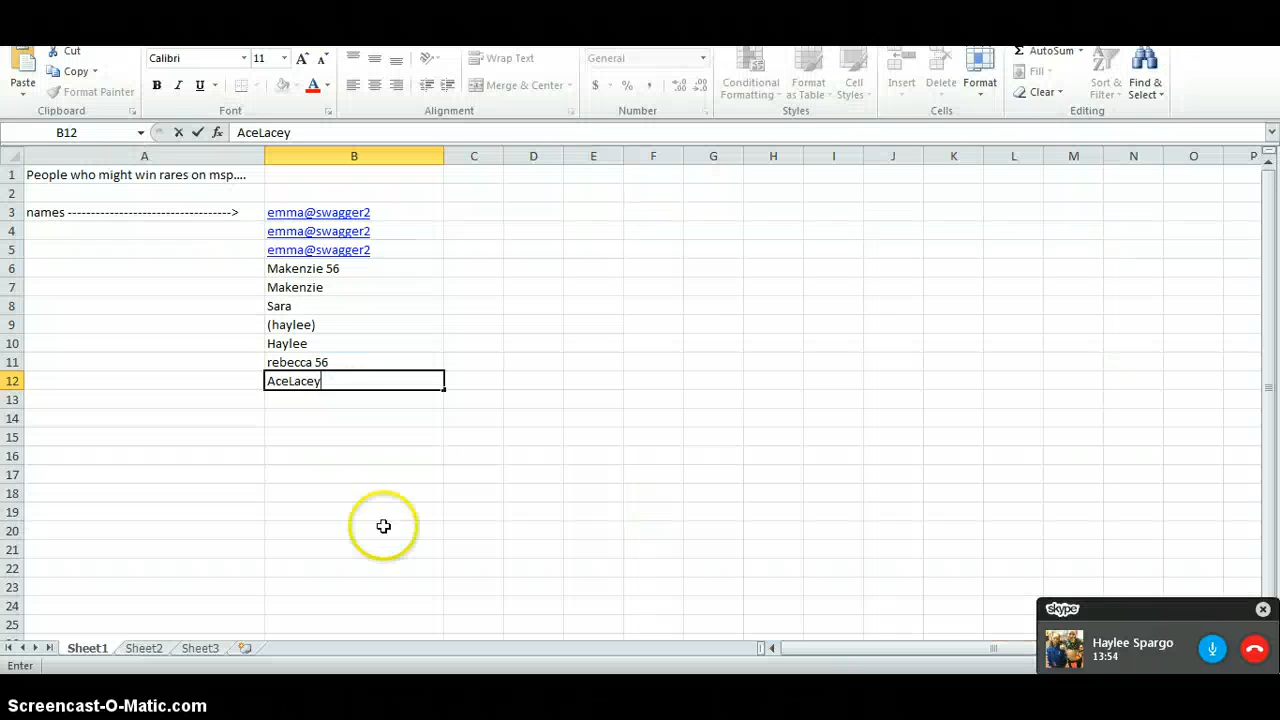 Cut
Calibri 11
Wrap Text
General
AutoSum
Paste
Copy
Conditional Formatting
Format as Table
Cell Styles
Insert
Delete
Format
Fill
Sort & Filter
Find & Select
Format Painter
B I U
Merge & Center
$ % ,
Clear
Clipboard
Font
Alignment
Number
Styles
Cells
Editing
B12
fx
AceLacey
A B C D E F G H I J K L M N O P
1 People who might win rares on msp....
2
3 names ----------------------------------> emma@swagger2
4 emma@swagger2
5 emma@swagger2
6 Makenzie 56
7 Makenzie
8 Sara
9 (haylee)
10 Haylee
11 rebecca 56
12 AceLacey
13
14
15
16
17
18
19
20
21
22
23
24
25
skype
Haylee Spargo
13:54
Sheet1 Sheet2 Sheet3
Enter
Screencast-O-Matic.com